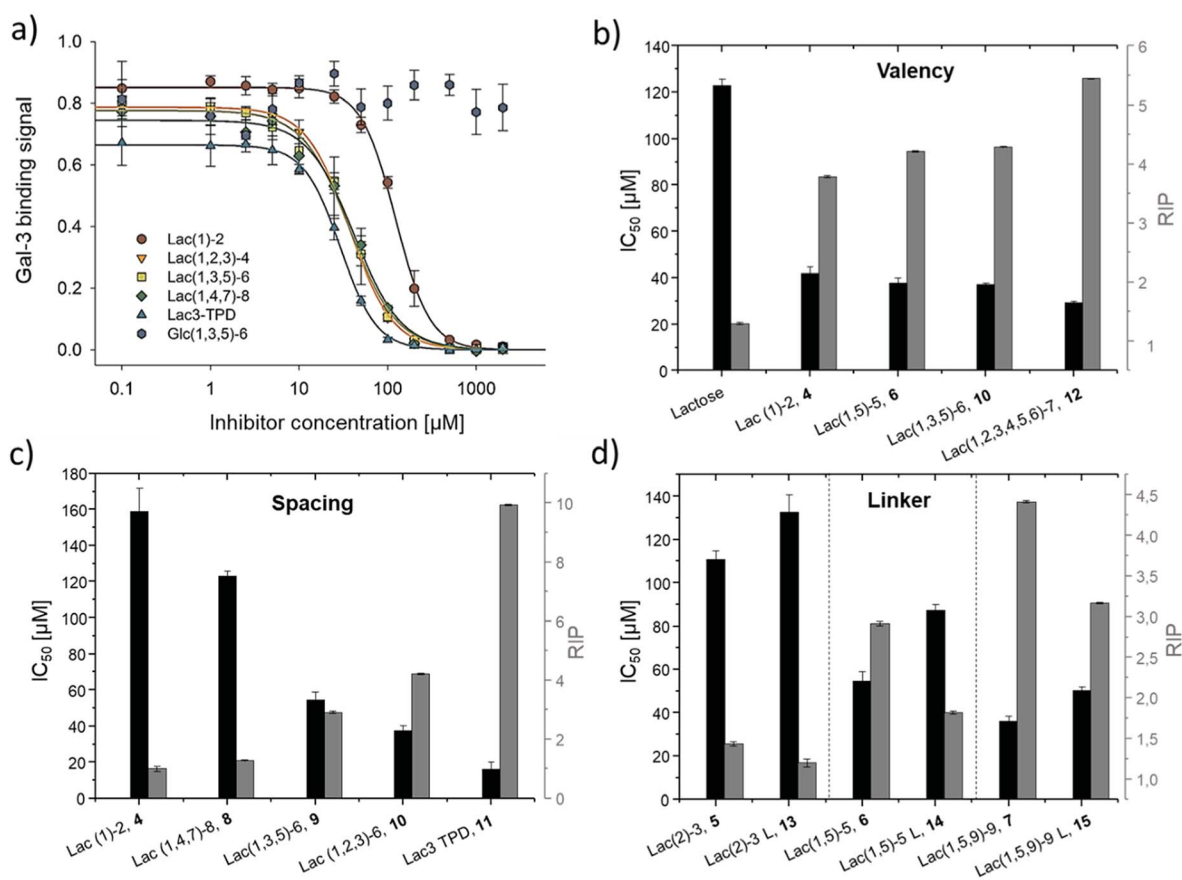 a)
1.0
0.8
0.6
0.4
0.2
0.0
Gal-3 binding signal
Lac(1)-2
Lac(1,2,3)-4
Lac(1,3,5)-6
Lac(1,4,7)-8
Lac3-TPD
Glc(1,3,5)-6
0.1 1 10 100 1000
Inhibitor concentration [µM]
b)
Valency
140
120
100
80
60
40
20
0
IC50 [µM]
6
5
4
3
2
1
RIP
Lactose
Lac (1)-2, 4
Lac(1,5)-5, 6
Lac(1,3,5)-6, 10
Lac(1,2,3,4,5,6)-7, 12
c)
Spacing
180
160
140
120
100
80
60
40
20
0
IC50 [µM]
10
8
6
4
2
0
RIP
Lac (1)-2, 4
Lac (1,4,7)-8, 8
Lac(1,3,5)-6, 9
Lac (1,2,3)-6, 10
Lac3 TPD, 11
d)
Linker
140
120
100
80
60
40
20
0
IC50 [µM]
4,5
4,0
3,5
3,0
2,5
2,0
1,5
1,0
RIP
Lac(2)-3, 5
Lac(2)-3 L, 13
Lac(1,5)-5, 6
Lac(1,5)-5 L, 14
Lac(1,5,9)-9, 7
Lac(1,5,9)-9 L, 15